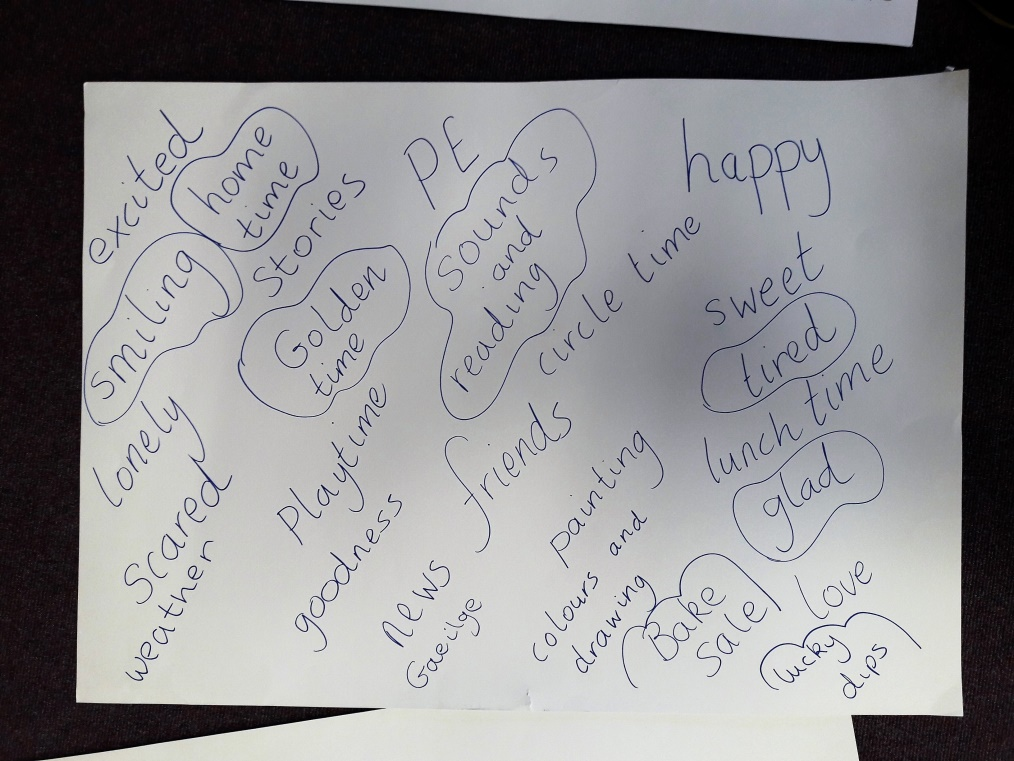 excited
home
time
smiling
Stories
lonely
Golden
time
Scared
weather
Playtime
goodness
PE
Sounds
and
reading
circle time
friends
news
Gaeilge
painting
colours and
drawing
happy
sweet
tired
lunch time
glad
Bake
Sale
love
lucky
dips